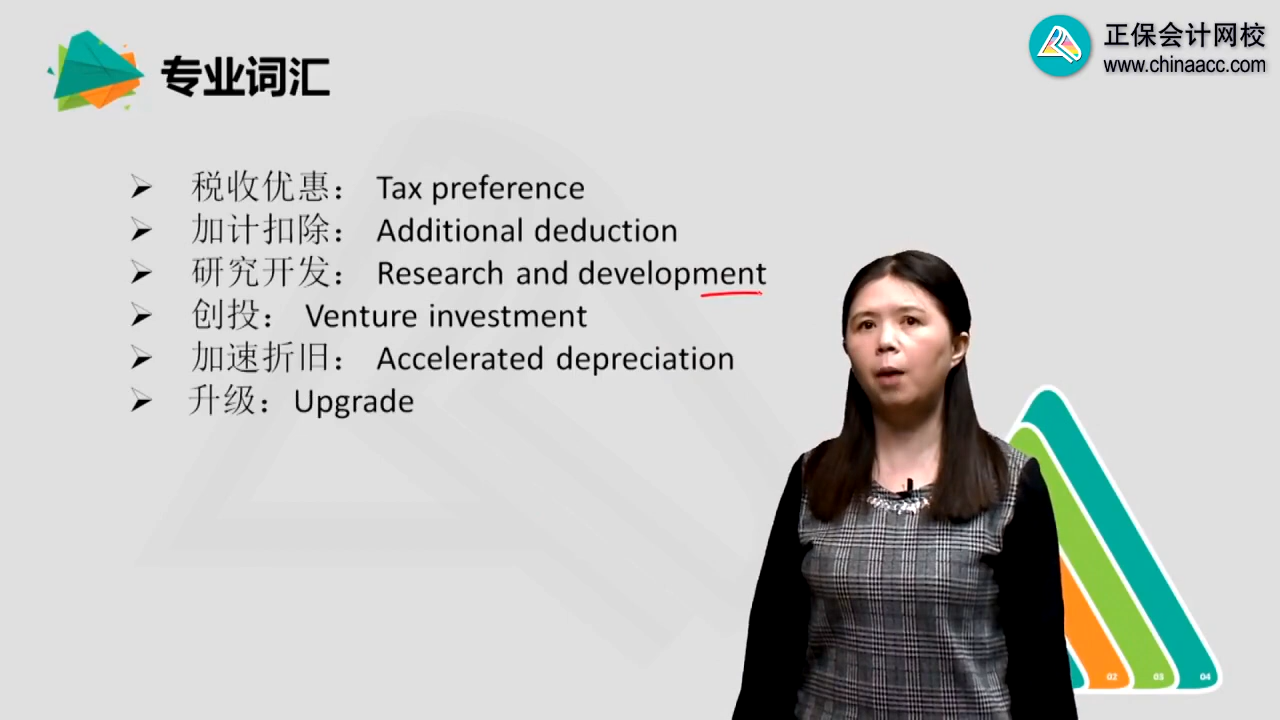 正保会计网校
www.chinaacc.com
专业词汇
税收优惠： Tax preference
加计扣除： Additional deduction
研究开发： Research and development
创投： Venture investment
加速折旧： Accelerated depreciation
升级：Upgrade
02 03 04